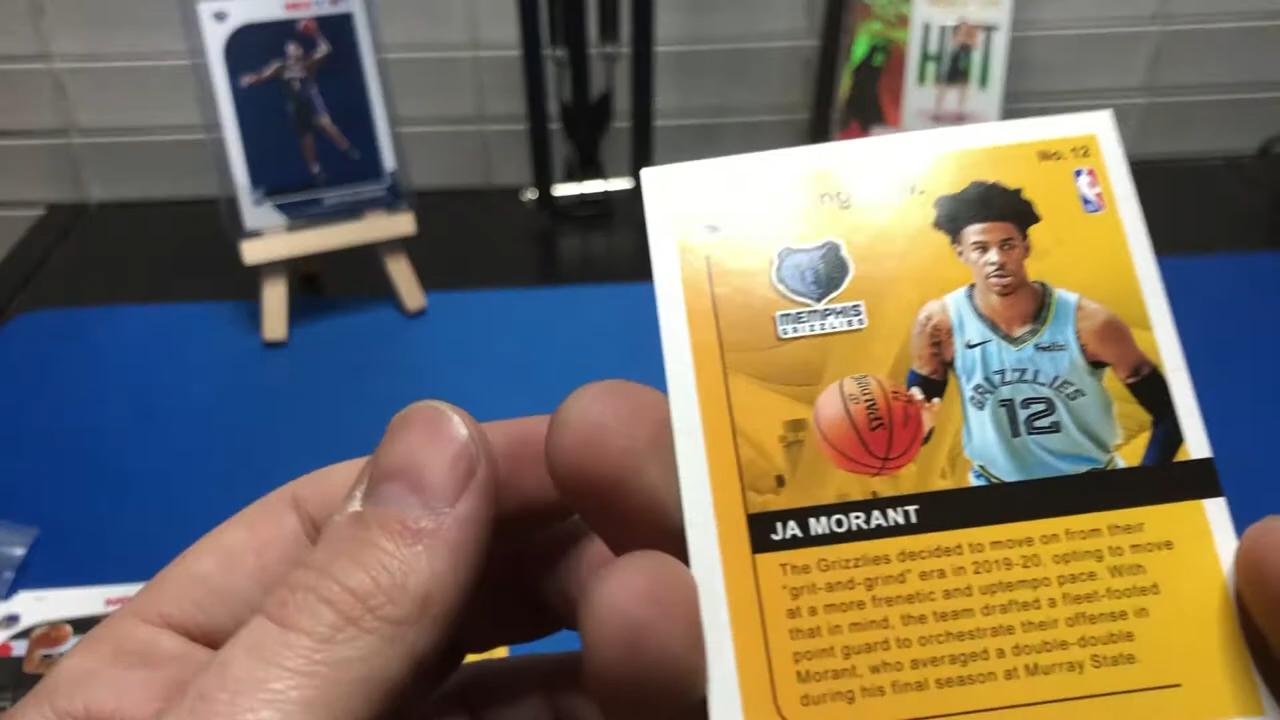 HOT
No. 12
MEMPHIS
GRIZZLIES
SPALDING
FedEx
GRIZZLIES
12
JA MORANT
The Grizzlies decided to move on from their
"grit-and-grind" era in 2019-20, opting to move
at a more frenetic and uptempo pace. With
that in mind, the team drafted a fleet-footed
point guard to orchestrate their offense in
Morant, who averaged a double-double
during his final season at Murray State.